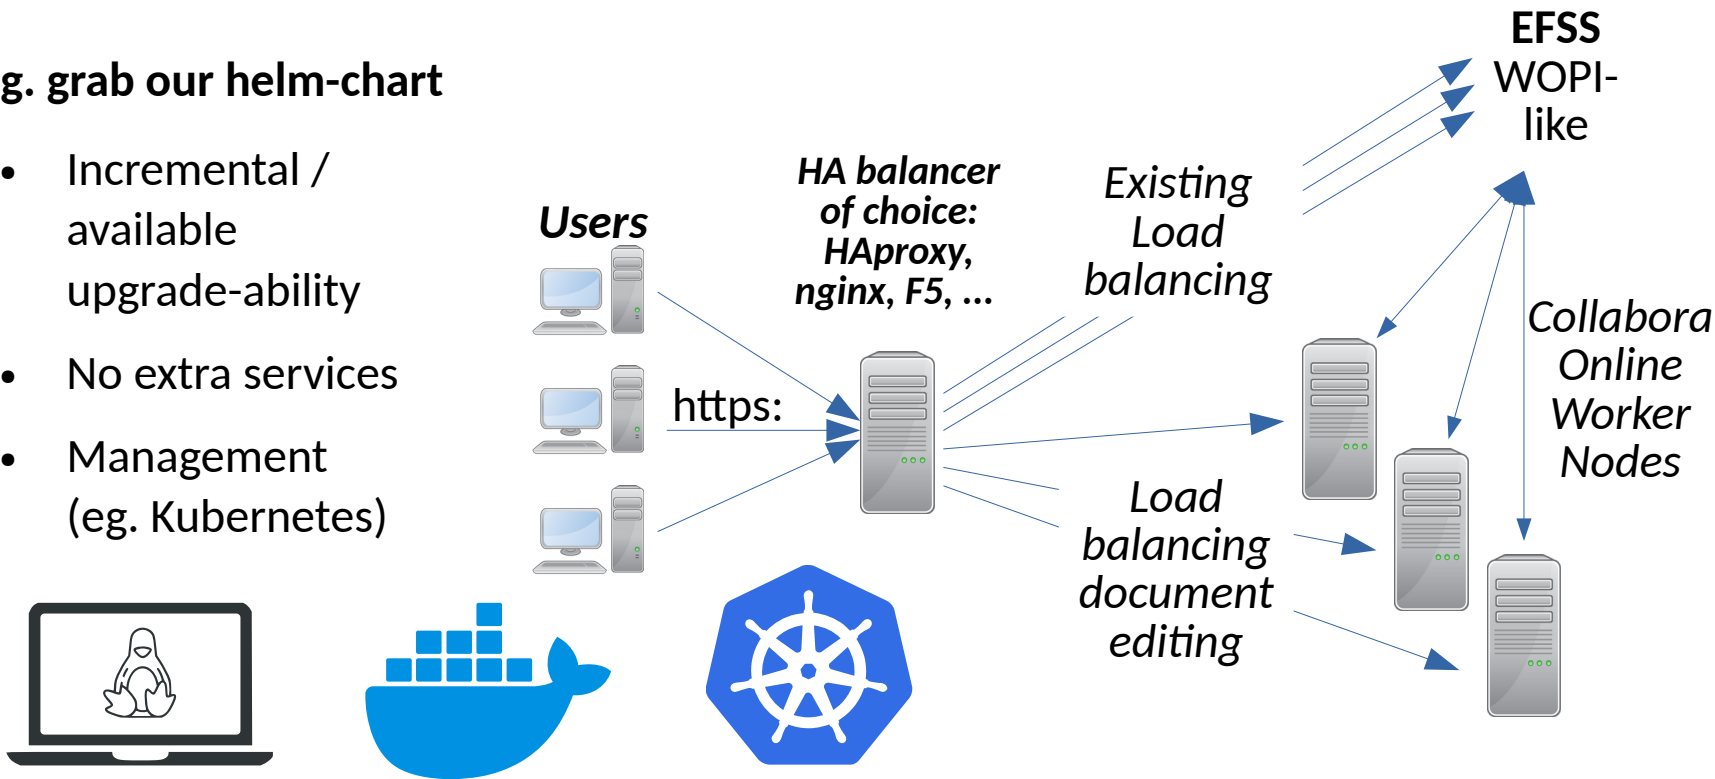 g. grab our helm-chart
• Incremental /
available
upgrade-ability
• No extra services
• Management
(eg. Kubernetes)
Users
https:
HA balancer
of choice:
HAproxy,
nginx, F5, ...
Existing
Load
balancing
EFSS
WOPI-
like
Collabora
Online
Worker
Nodes
Load
balancing
document
editing